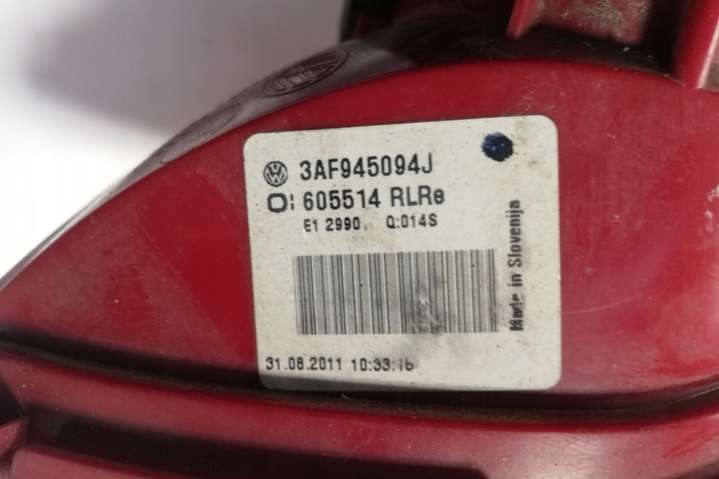 3AF945094J
605514 RLRe
E1 2990 Q:014S
Made in Slovenija
31.08.2011 10:33:16